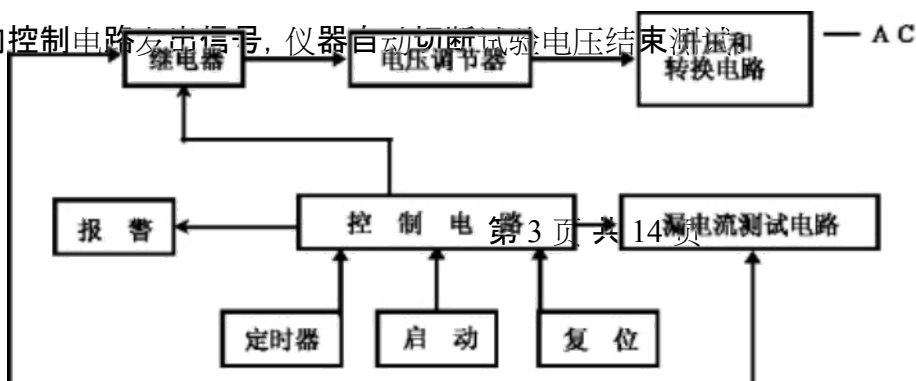 向控制电路发出信号，仪器自动切断试验电压结束测试。
继电器
电压调节器
升压和
转换电路
AC
报 警
控 制 电 路
漏电流测试电路
第 3 页 共 14 页
定时器
启 动
复 位